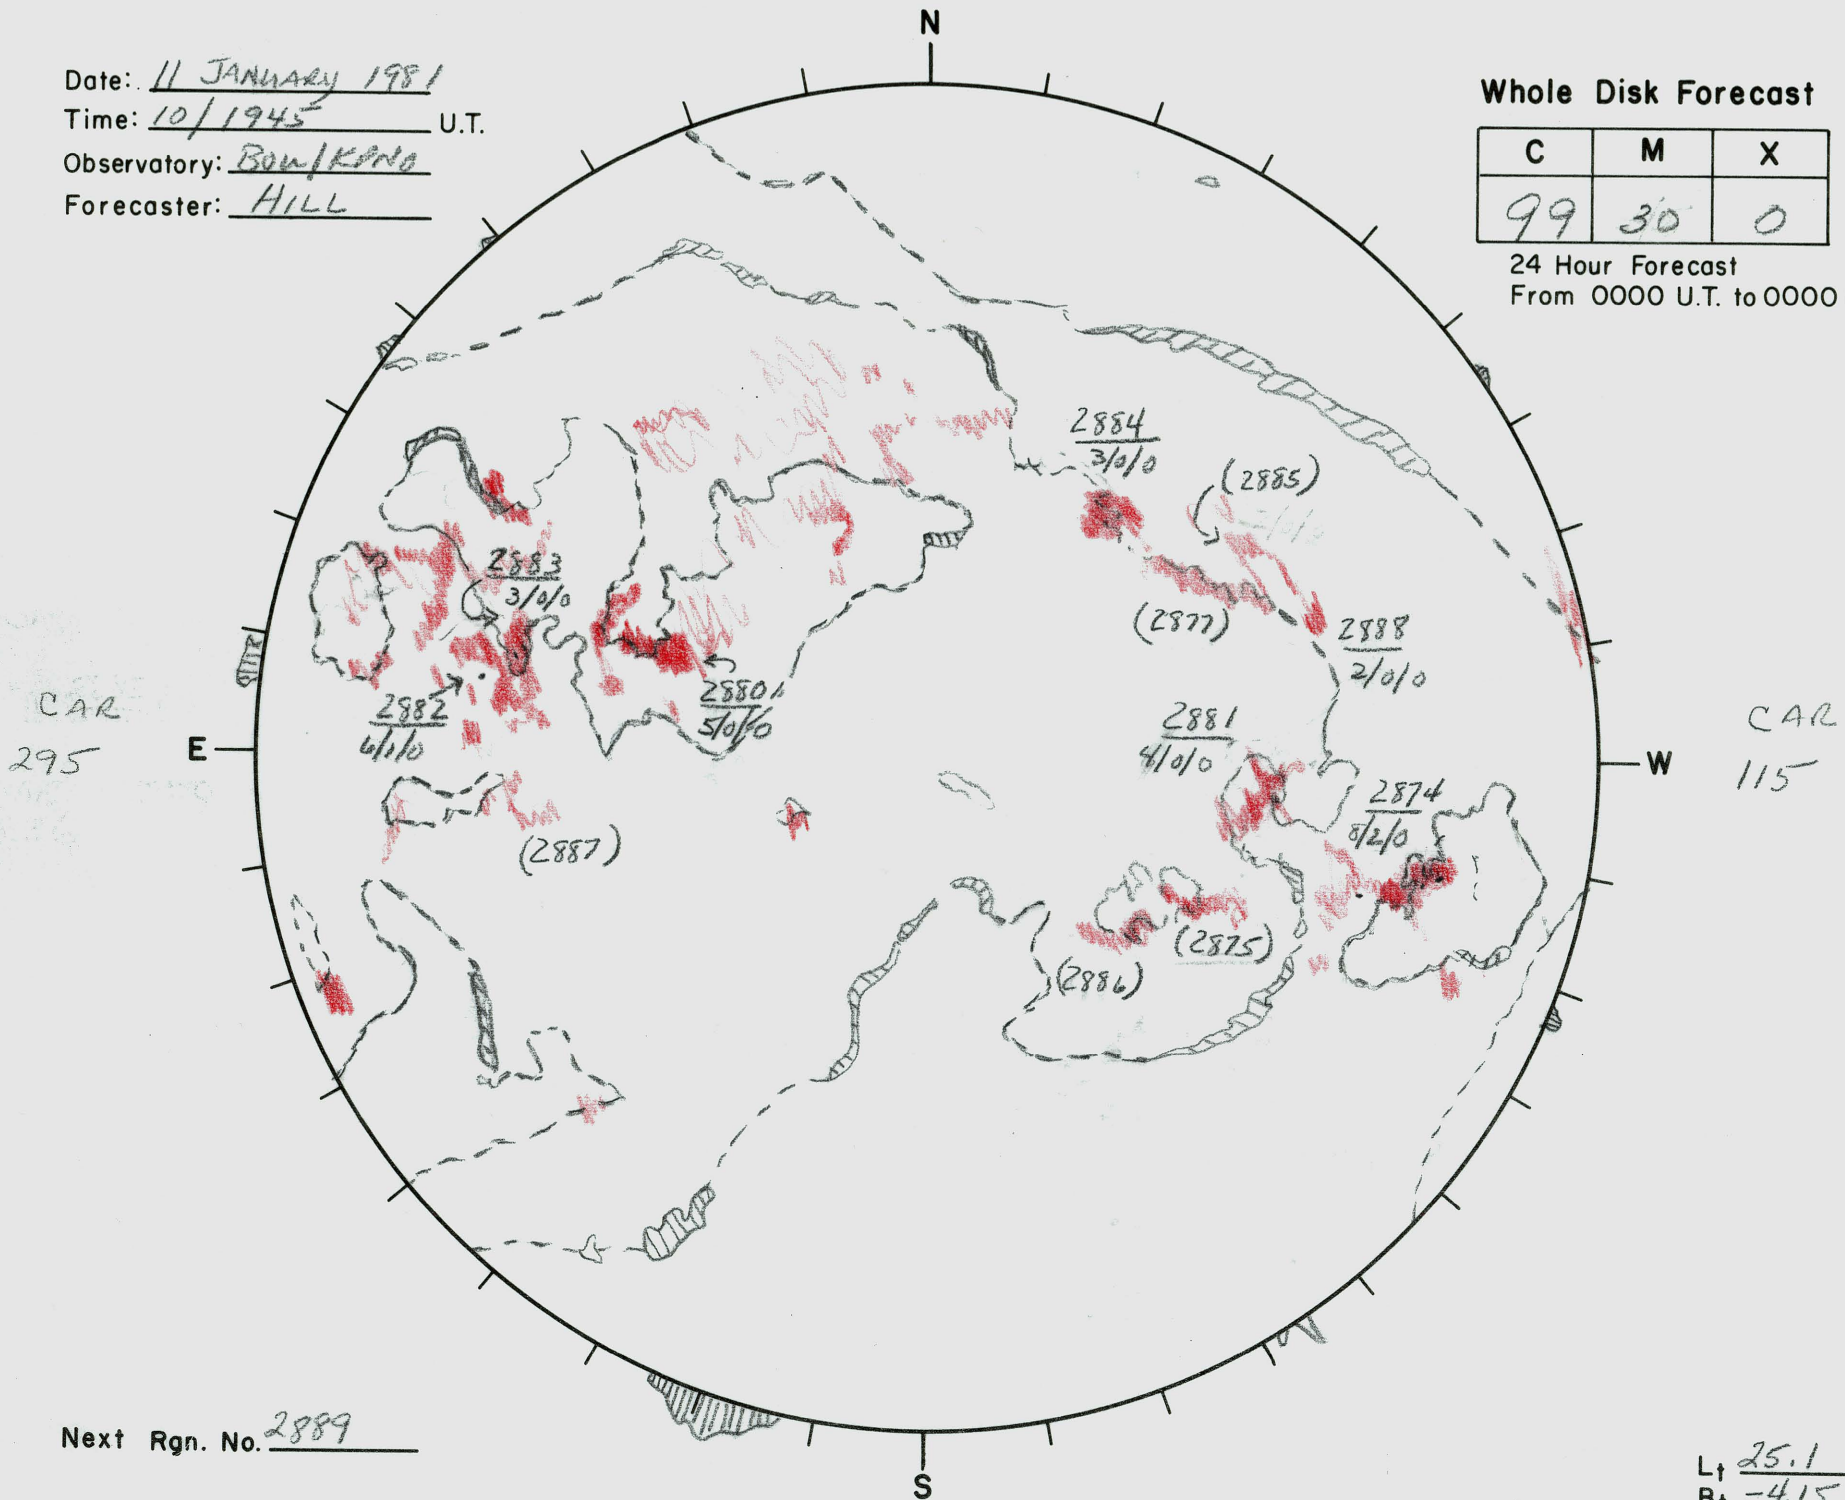 N
Date: 11 JANUARY 1981
Time: 10/1945 U.T.
Observatory: BOU/KPNO
Forecaster: HILL
Whole Disk Forecast
C M X
99 30 0
24 Hour Forecast
From 0000 U.T. to 0000
2884
3/0/0
(2885)
2883
3/0/0
(2877)
2888
2/0/0
2880
5/0/0
2882
6/1/0
2881
4/0/0
CAR
295
E
W
CAR
115
2874
8/2/0
(2887)
(2875)
(2886)
Next Rgn. No. 2889
S
Lt 25.1
Bt -4.15